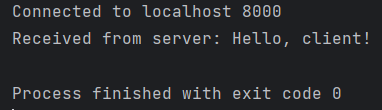 Connected to localhost 8000
Received from server: Hello, client!
Process finished with exit code 0